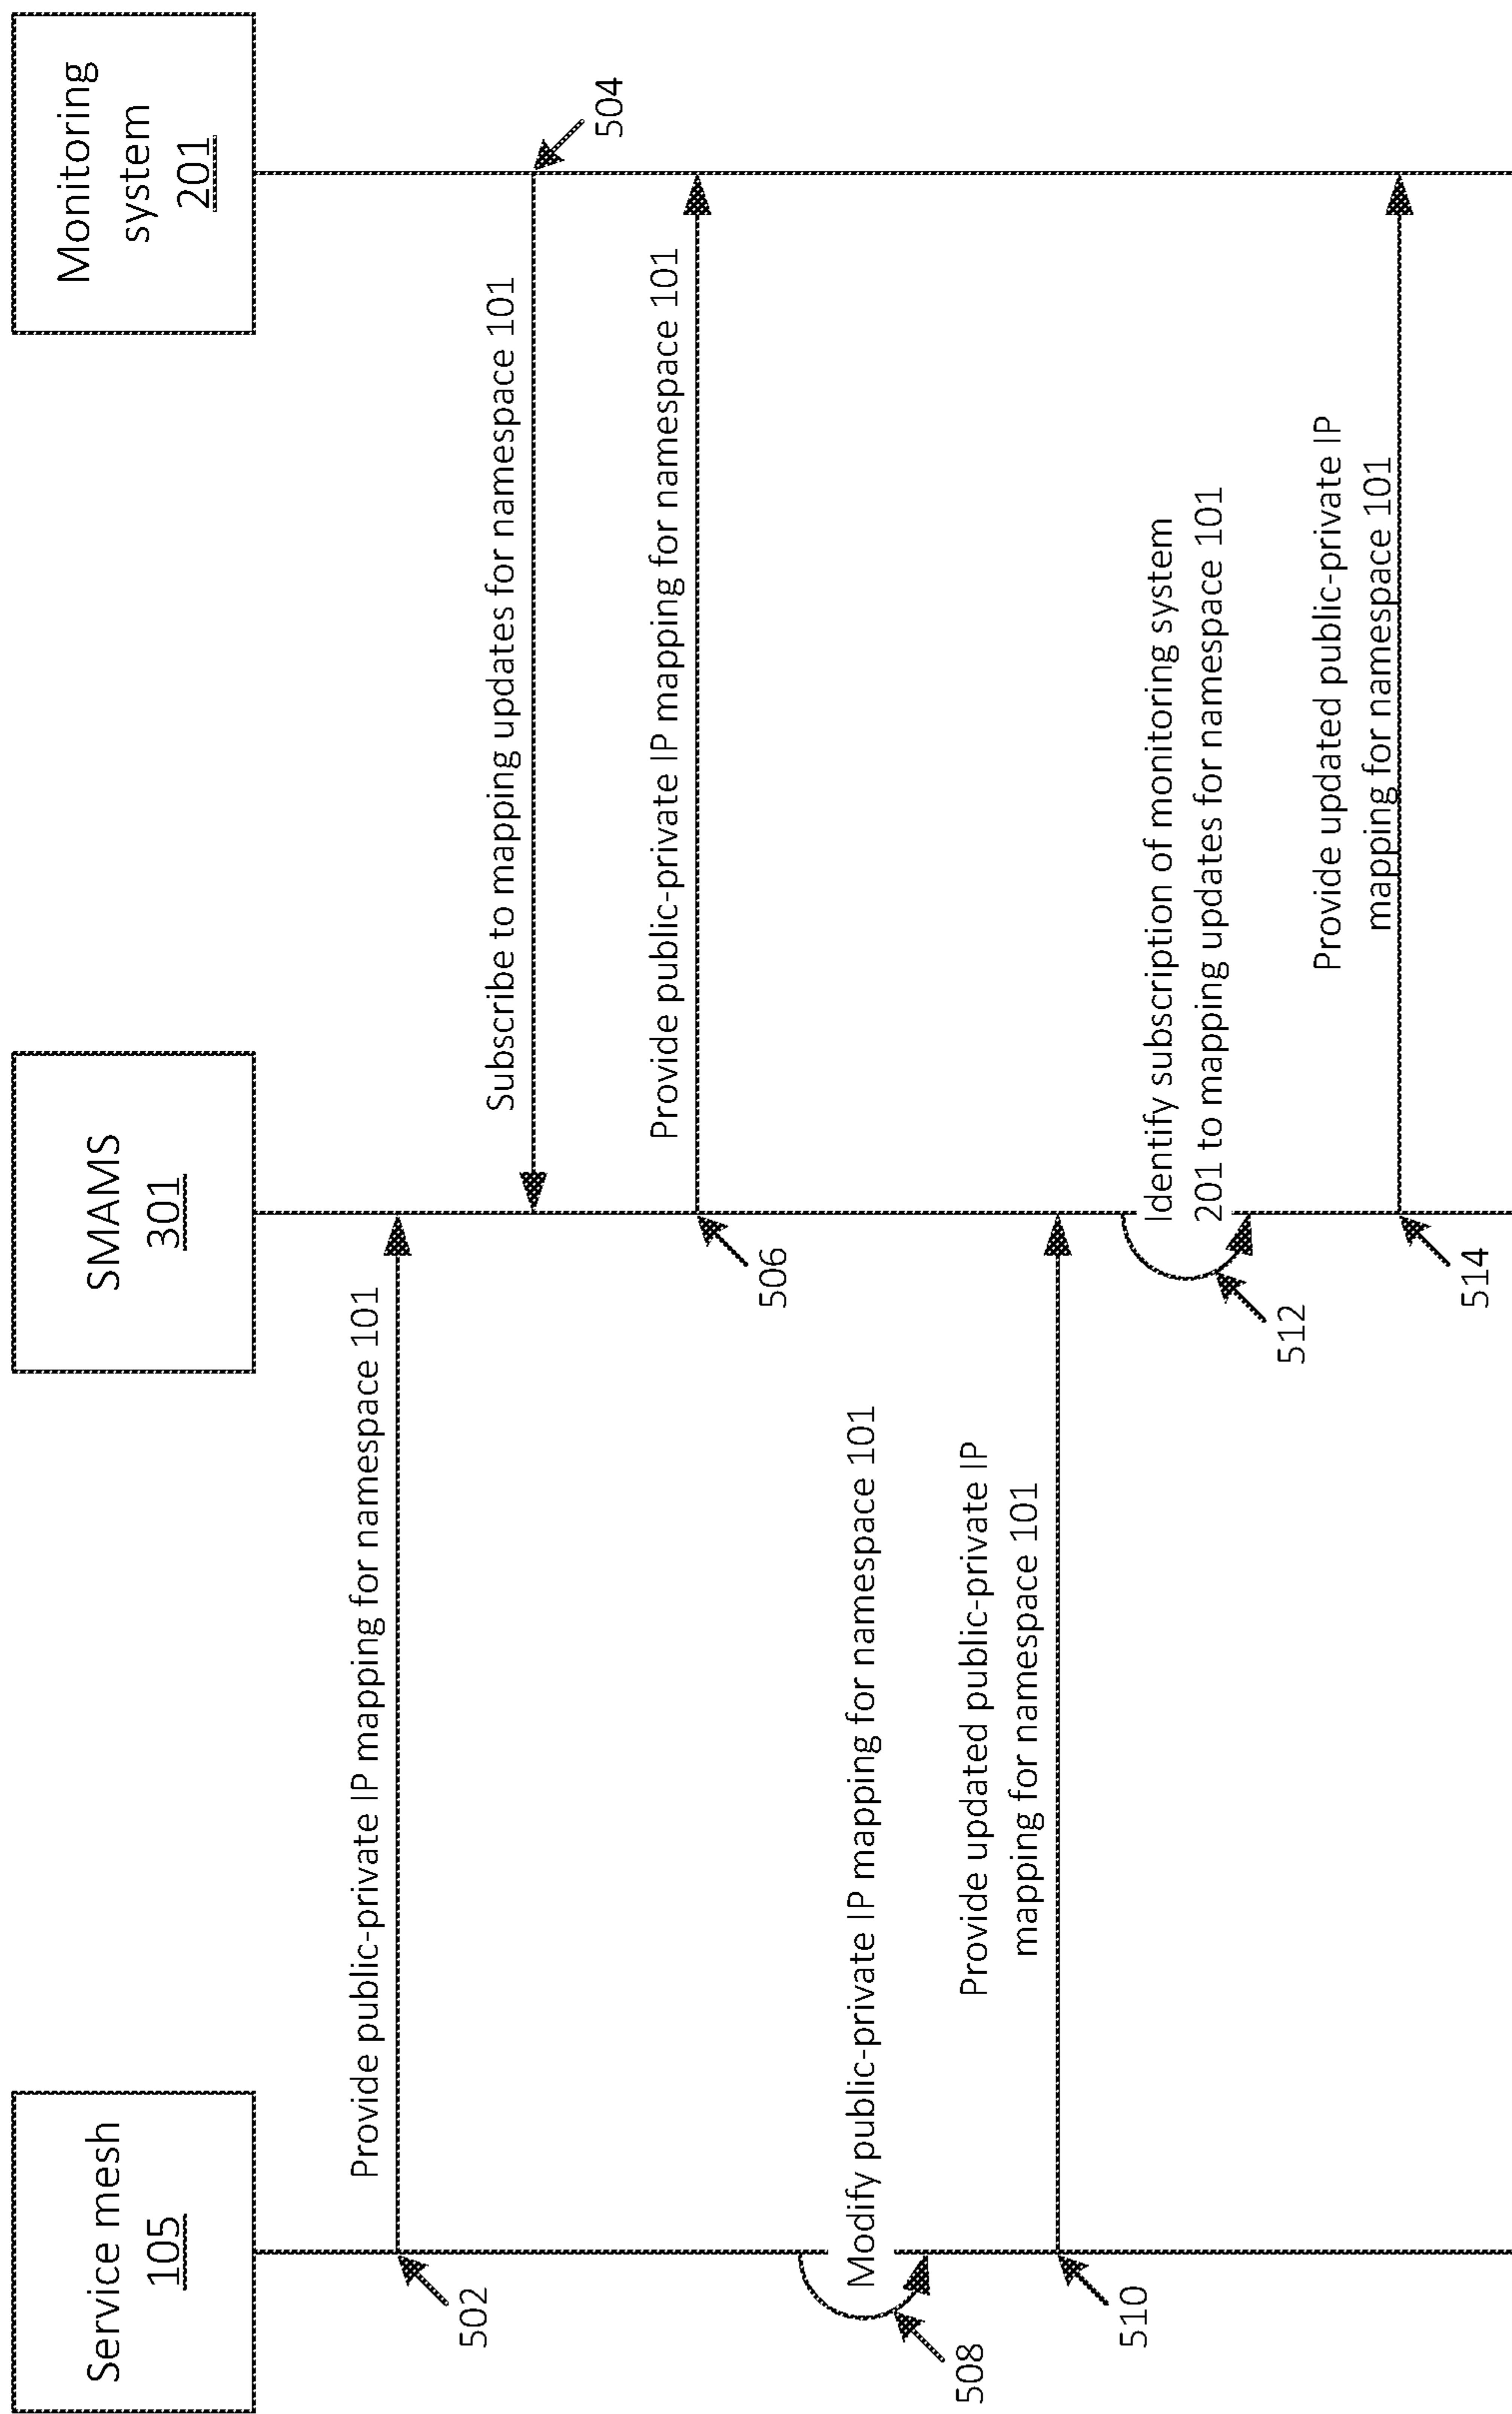 Service mesh
105
SMAMS
301
Monitoring
system
201
Provide public-private IP mapping for namespace 101
502
Subscribe to mapping updates for namespace 101
504
Provide public-private IP mapping for namespace 101
506
Modify public-private IP mapping for namespace 101
508
Provide updated public-private IP
mapping for namespace 101
510
Identify subscription of monitoring system
201 to mapping updates for namespace 101
512
Provide updated public-private IP
mapping for namespace 101
514